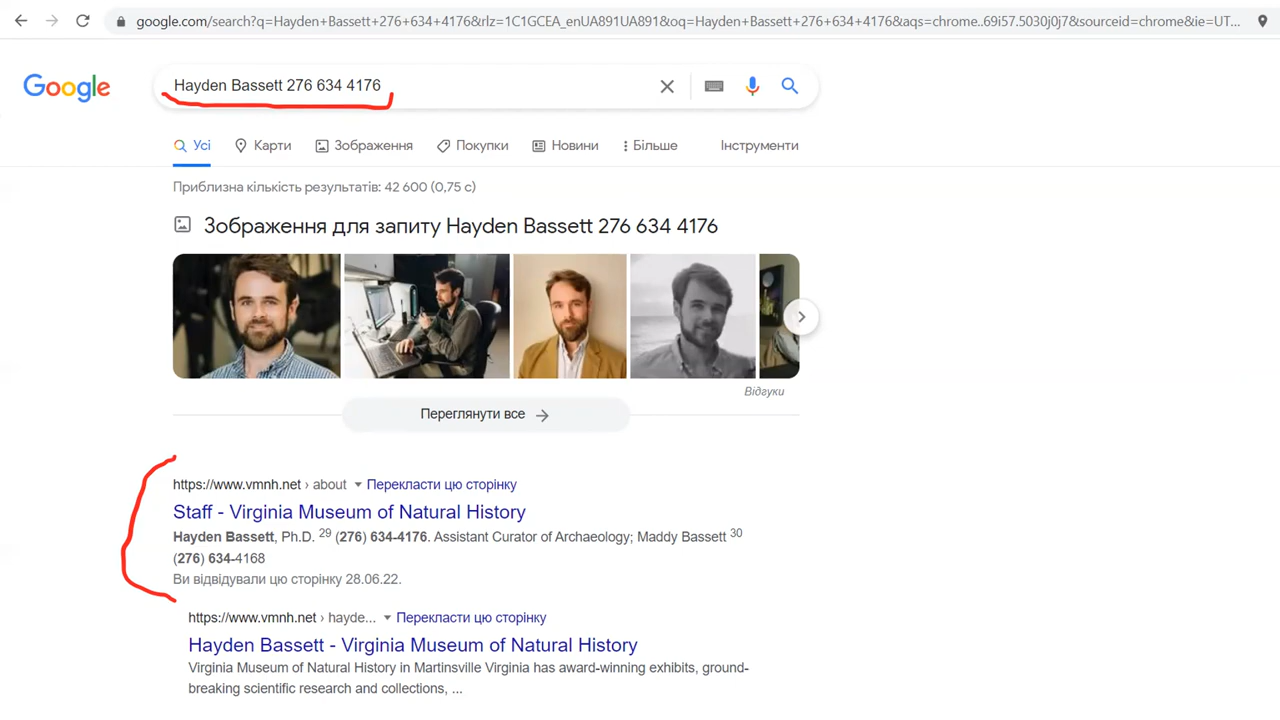 google.com/search?q=Hayden+Bassett+276+634+4176&rlz=1C1GCEA_enUA891UA891&oq=Hayden+Bassett+276+634+4176&aqs=chrome..69i57.5030j0j7&sourceid=chrome&ie=UT...
Google
Hayden Bassett 276 634 4176
Усі Карти Зображення Покупки Новини Більше Інструменти
Приблизна кількість результатів: 42 600 (0,75 с)
Зображення для запиту Hayden Bassett 276 634 4176
Відгуки
Переглянути все
https://www.vmnh.net › about Перекласти цю сторінку
Staff - Virginia Museum of Natural History
Hayden Bassett, Ph.D. 29 (276) 634-4176. Assistant Curator of Archaeology; Maddy Bassett 30
(276) 634-4168
Ви відвідували цю сторінку 28.06.22.
https://www.vmnh.net › hayde... Перекласти цю сторінку
Hayden Bassett - Virginia Museum of Natural History
Virginia Museum of Natural History in Martinsville Virginia has award-winning exhibits, ground-
breaking scientific research and collections, ...